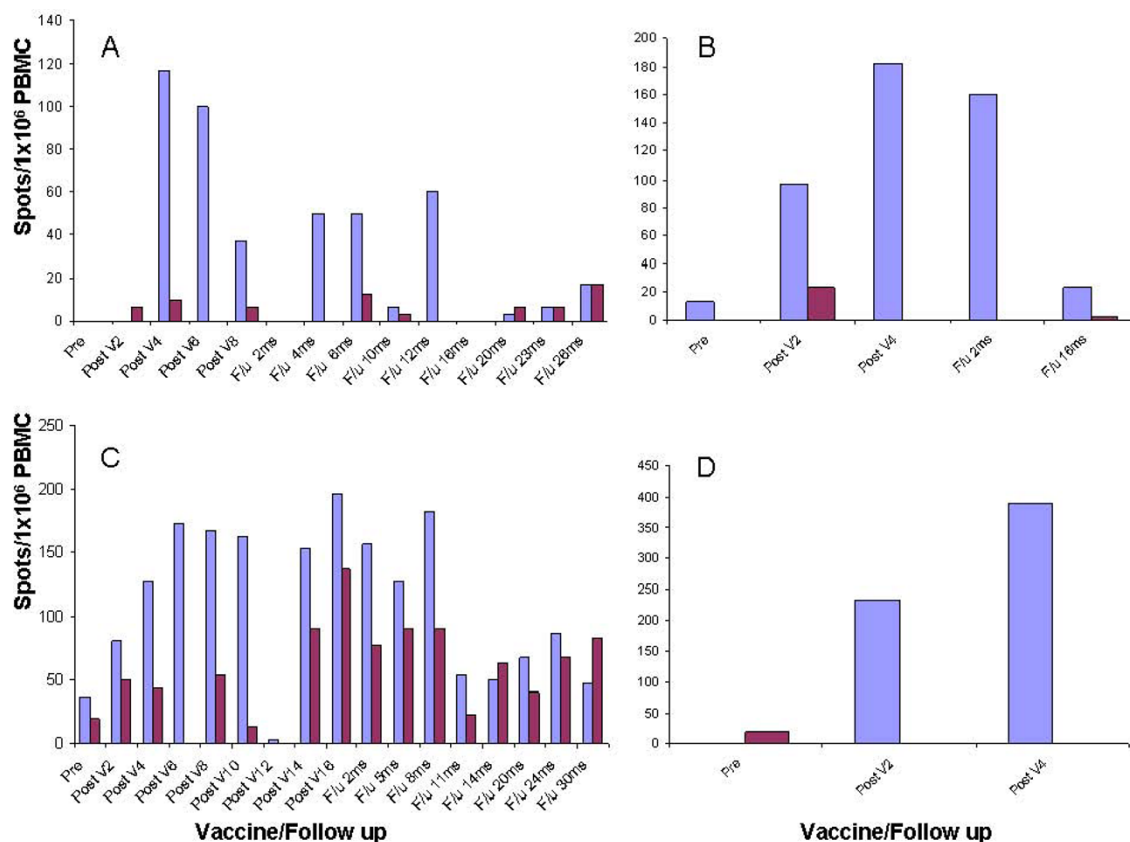 A
Spots/1x10⁶ PBMC
140
120
100
80
60
40
20
0
Pre
Post V2
Post V4
Post V6
Post V8
F/u 2ms
F/u 4ms
F/u 6ms
F/u 10ms
F/u 12ms
F/u 16ms
F/u 20ms
F/u 23ms
F/u 28ms
B
200
180
160
140
120
100
80
60
40
20
0
Pre
Post V2
Post V4
F/u 2ms
F/u 16ms
C
Spots/1x10⁶ PBMC
250
200
150
100
50
0
Pre
Post V2
Post V4
Post V6
Post V8
Post V10
Post V12
Post V14
Post V16
F/u 2ms
F/u 5ms
F/u 8ms
F/u 11ms
F/u 14ms
F/u 20ms
F/u 24ms
F/u 30ms
Vaccine/Follow up
D
450
400
350
300
250
200
150
100
50
0
Pre
Post V2
Post V4
Vaccine/Follow up